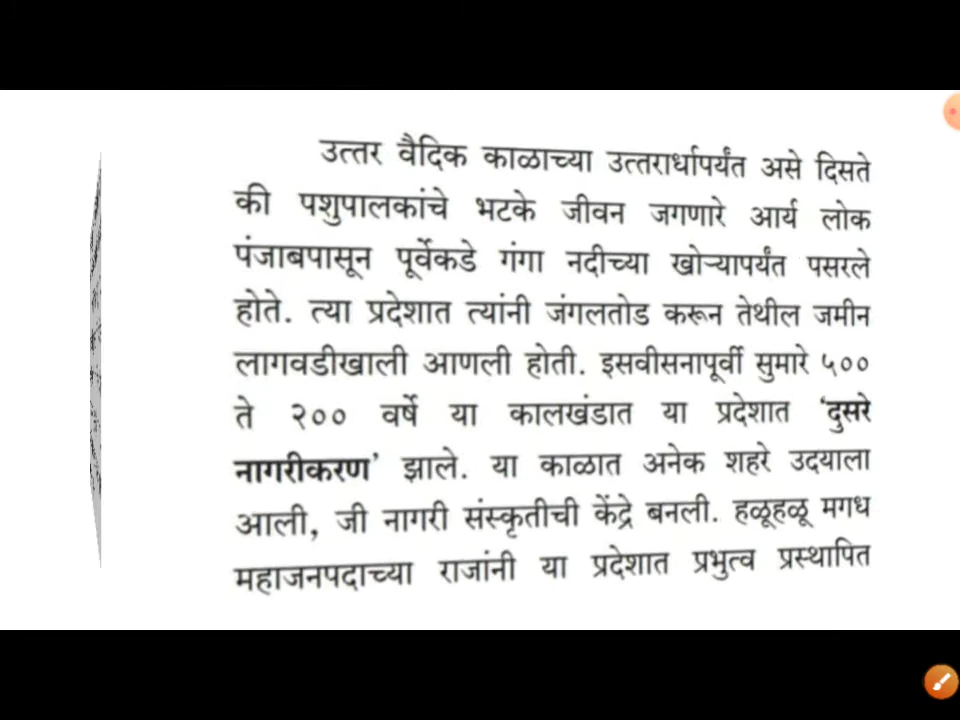 उत्तर वैदिक काळाच्या उत्तरार्धापर्यंत असे दिसते
की पशुपालकांचे भटके जीवन जगणारे आर्य लोक
पंजाबपासून पूर्वेकडे गंगा नदीच्या खोऱ्यापर्यंत पसरले
होते. त्या प्रदेशात त्यांनी जंगलतोड करून तेथील जमीन
लागवडीखाली आणली होती. इसवीसनापूर्वी सुमारे ५००
ते २०० वर्षे या कालखंडात या प्रदेशात ‘दुसरे
नागरीकरण’ झाले. या काळात अनेक शहरे उदयाला
आली, जी नागरी संस्कृतीची केंद्रे बनली. हळूहळू मगध
महाजनपदाच्या राजांनी या प्रदेशात प्रभुत्व प्रस्थापित